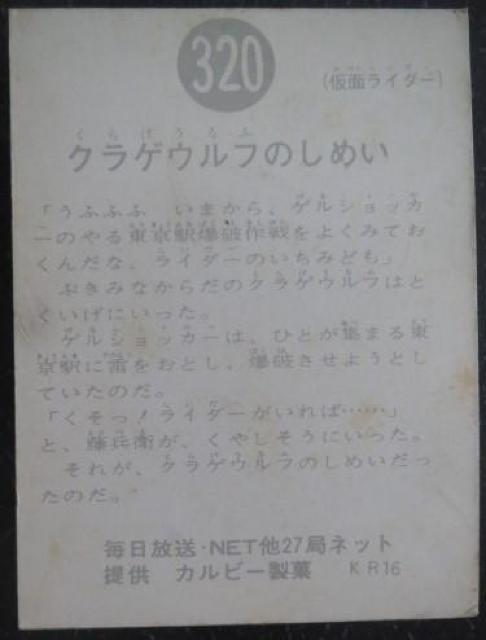 320
(仮面ライダー)
くらげうるふ
クラゲウルフのしめい
「うふふふ　いまから、ゲルショッカ
ーのやる東京駅爆破作戦をよくみてお
くんだな、ライダーのいちみども」
　ぶきみなからだのクラゲウルフはと
くいげにいった。
　ゲルショッカーは、ひとが集まる東
京駅に雷をおとし、爆破させようとし
ていたのだ。
「くそっ！ライダーがいれば……」
と、藤兵衛が、くやしそうにいった。
　それが、クラゲウルフのしめいだっ
たのだ。
毎日放送・NET他27局ネット
提供　カルビー製菓　KR16